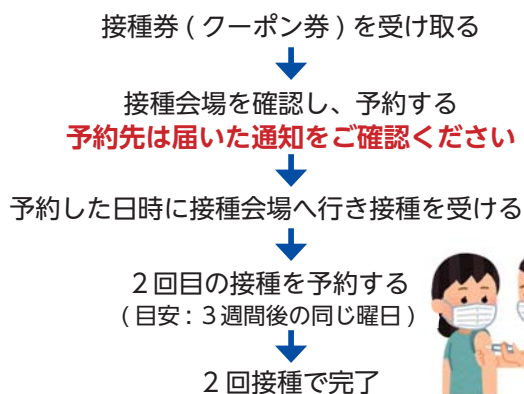 接種券 ( クーポン券 ) を受け取る
接種会場を確認し、予約する
予約先は届いた通知をご確認ください
予約した日時に接種会場へ行き接種を受ける
２回目の接種を予約する
( 目安 : ３週間後の同じ曜日 )
２回接種で完了